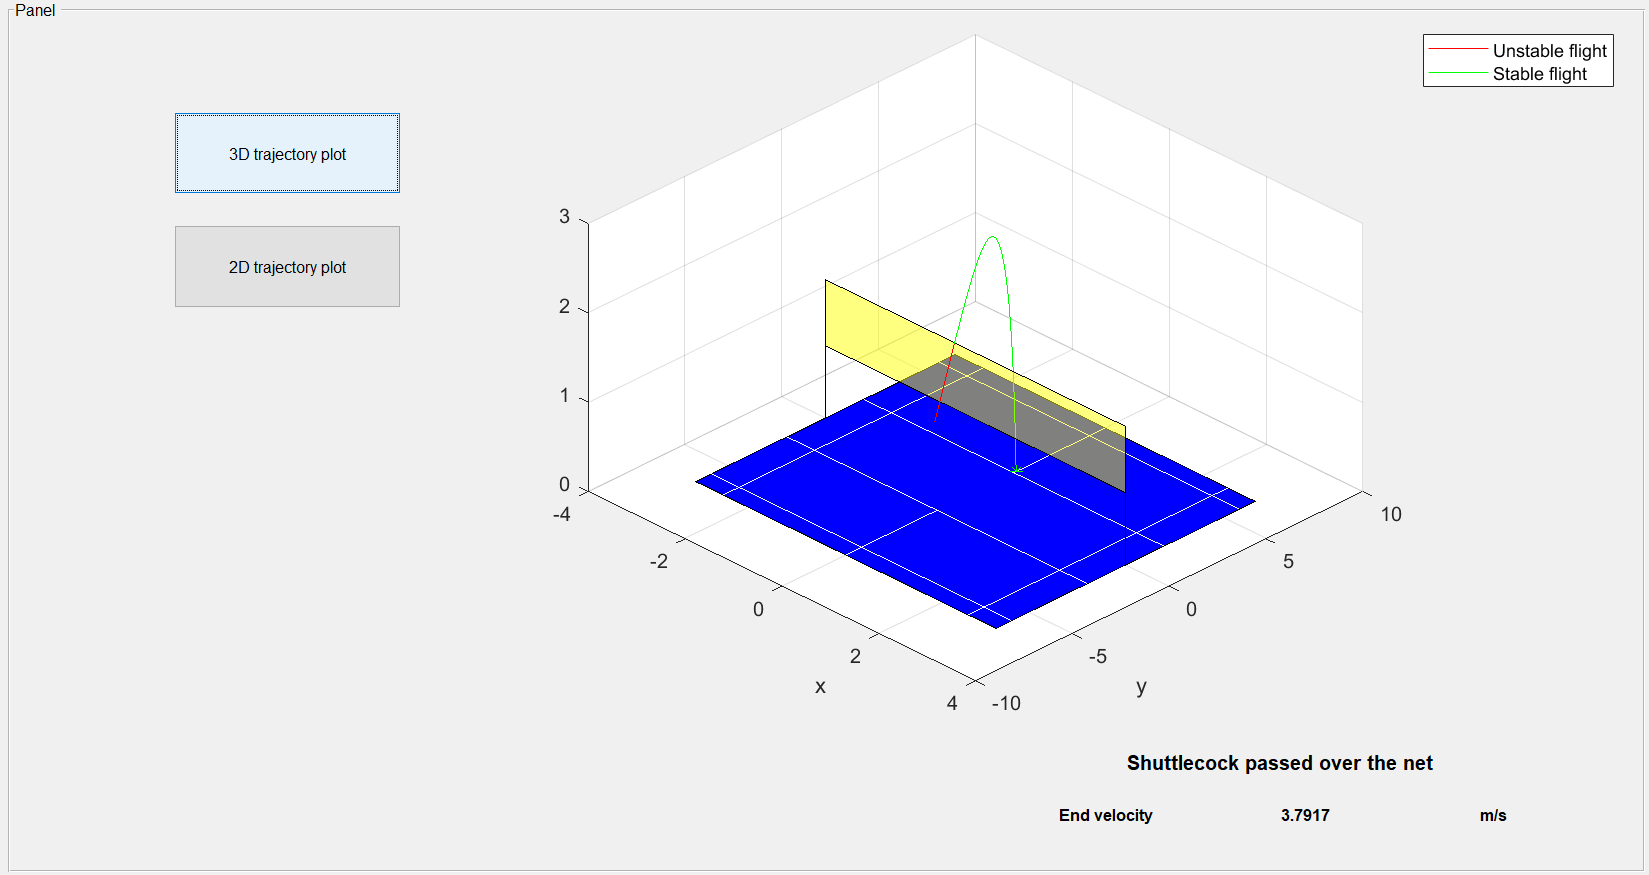 Panel
Unstable flight
Stable flight
3D trajectory plot
2D trajectory plot
3
2
1
0
-4
-2
0
2
4
x
-10
-5
0
5
10
y
Shuttlecock passed over the net
End velocity 3.7917 m/s